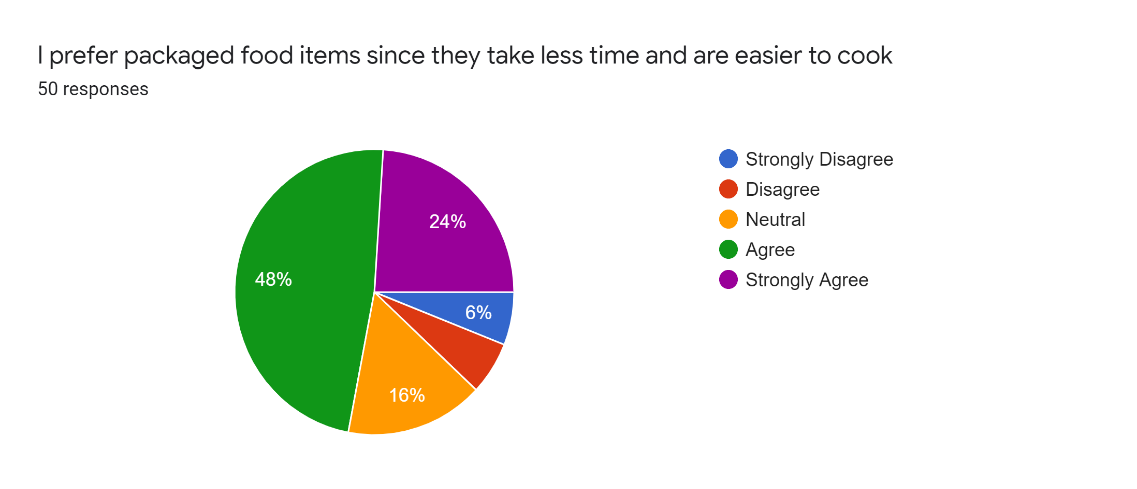 I prefer packaged food items since they take less time and are easier to cook
50 responses
24%
48%
6%
16%
Strongly Disagree
Disagree
Neutral
Agree
Strongly Agree